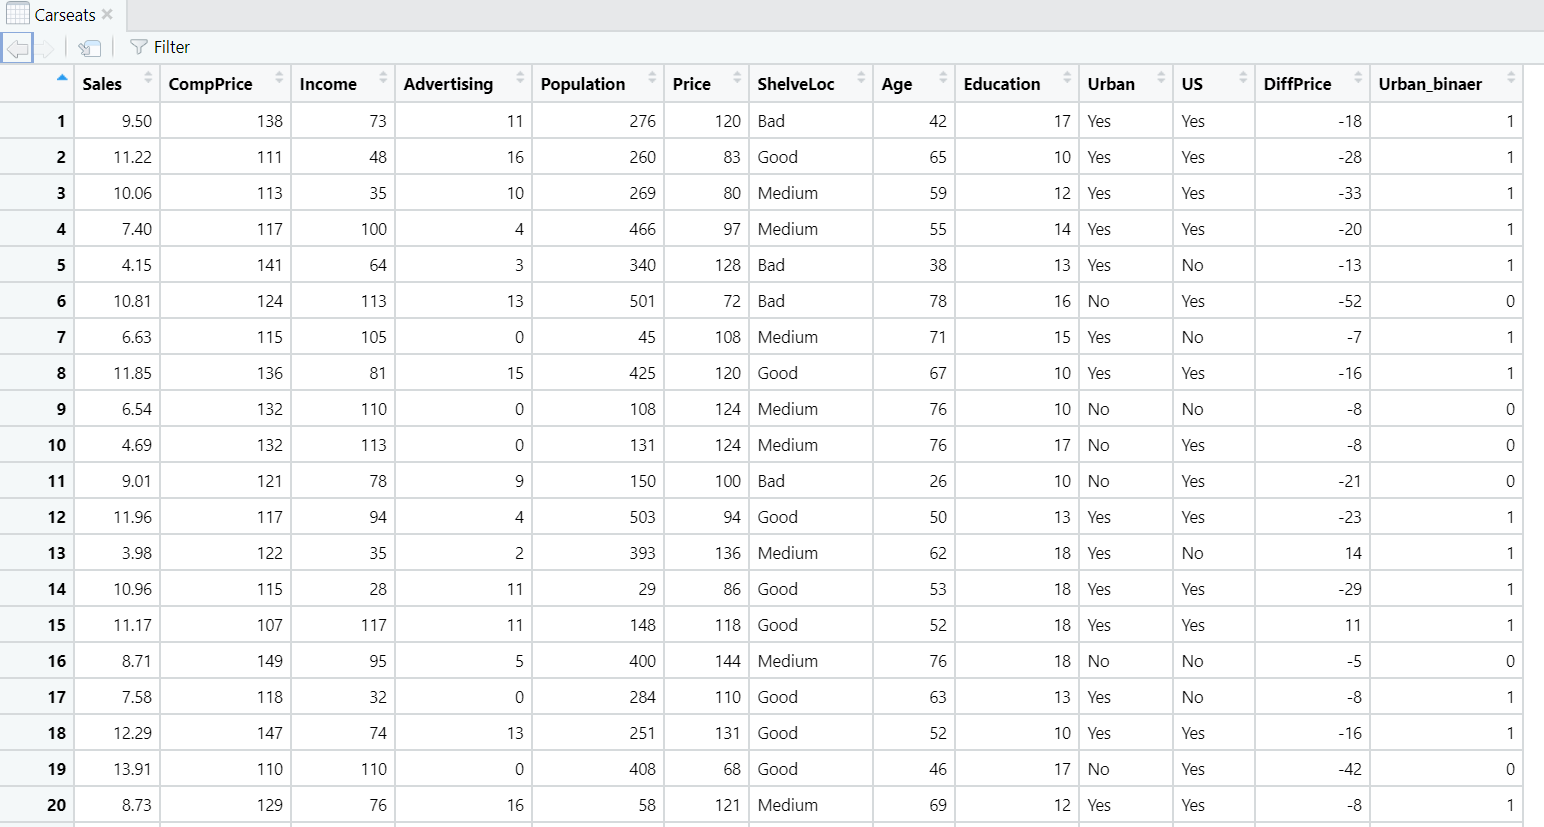 Carseats
Filter
Sales CompPrice Income Advertising Population Price ShelveLoc Age Education Urban US DiffPrice Urban_binaer
1 9.50 138 73 11 276 120 Bad 42 17 Yes Yes -18 1
2 11.22 111 48 16 260 83 Good 65 10 Yes Yes -28 1
3 10.06 113 35 10 269 80 Medium 59 12 Yes Yes -33 1
4 7.40 117 100 4 466 97 Medium 55 14 Yes Yes -20 1
5 4.15 141 64 3 340 128 Bad 38 13 Yes No -13 1
6 10.81 124 113 13 501 72 Bad 78 16 No Yes -52 0
7 6.63 115 105 0 45 108 Medium 71 15 Yes No -7 1
8 11.85 136 81 15 425 120 Good 67 10 Yes Yes -16 1
9 6.54 132 110 0 108 124 Medium 76 10 No No -8 0
10 4.69 132 113 0 131 124 Medium 76 17 No Yes -8 0
11 9.01 121 78 9 150 100 Bad 26 10 No Yes -21 0
12 11.96 117 94 4 503 94 Good 50 13 Yes Yes -23 1
13 3.98 122 35 2 393 136 Medium 62 18 Yes No 14 1
14 10.96 115 28 11 29 86 Good 53 18 Yes Yes -29 1
15 11.17 107 117 11 148 118 Good 52 18 Yes Yes 11 1
16 8.71 149 95 5 400 144 Medium 76 18 No No -5 0
17 7.58 118 32 0 284 110 Good 63 13 Yes No -8 1
18 12.29 147 74 13 251 131 Good 52 10 Yes Yes -16 1
19 13.91 110 110 0 408 68 Good 46 17 No Yes -42 0
20 8.73 129 76 16 58 121 Medium 69 12 Yes Yes -8 1